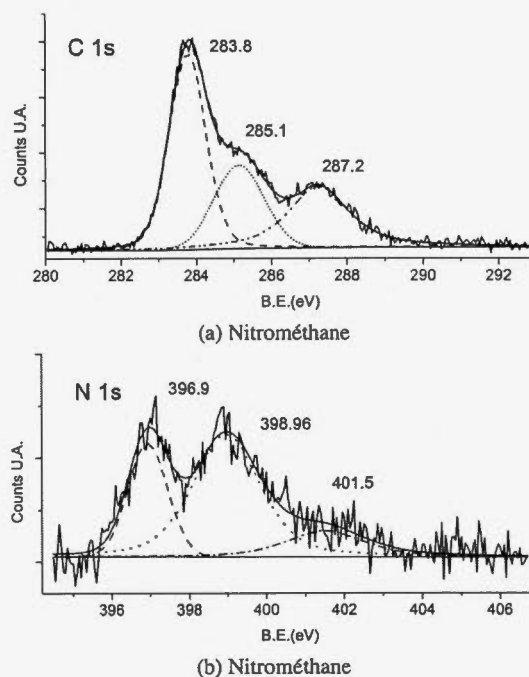 C 1s
283.8
285.1
287.2
Counts U.A.
280 282 284 286 288 290 292
B.E.(eV)
(a) Nitrométhane
N 1s
396.9
398.96
401.5
Counts U.A.
396 398 400 402 404 406
B.E.(eV)
(b) Nitrométhane